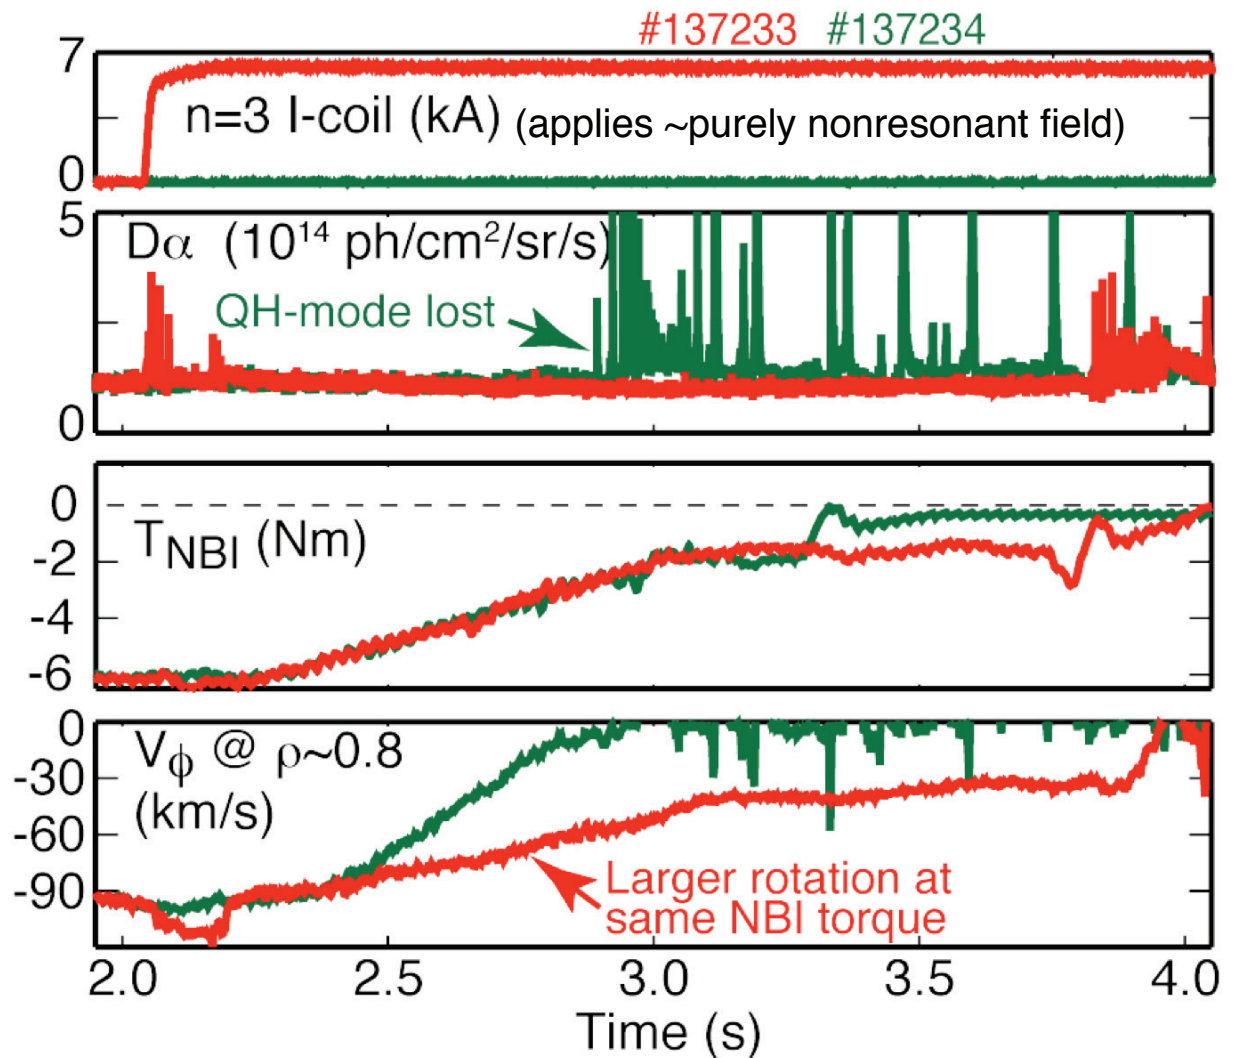 #137233 #137234
7
n=3 I-coil (kA) (applies ~purely nonresonant field)
0
5
Dα (10¹⁴ ph/cm²/sr/s)
QH-mode lost
0
0
T_NBI (Nm)
-2
-4
-6
0
V_ϕ @ ρ~0.8
-30
(km/s)
-60
Larger rotation at
-90
same NBI torque
2.0 2.5 3.0 3.5 4.0
Time (s)